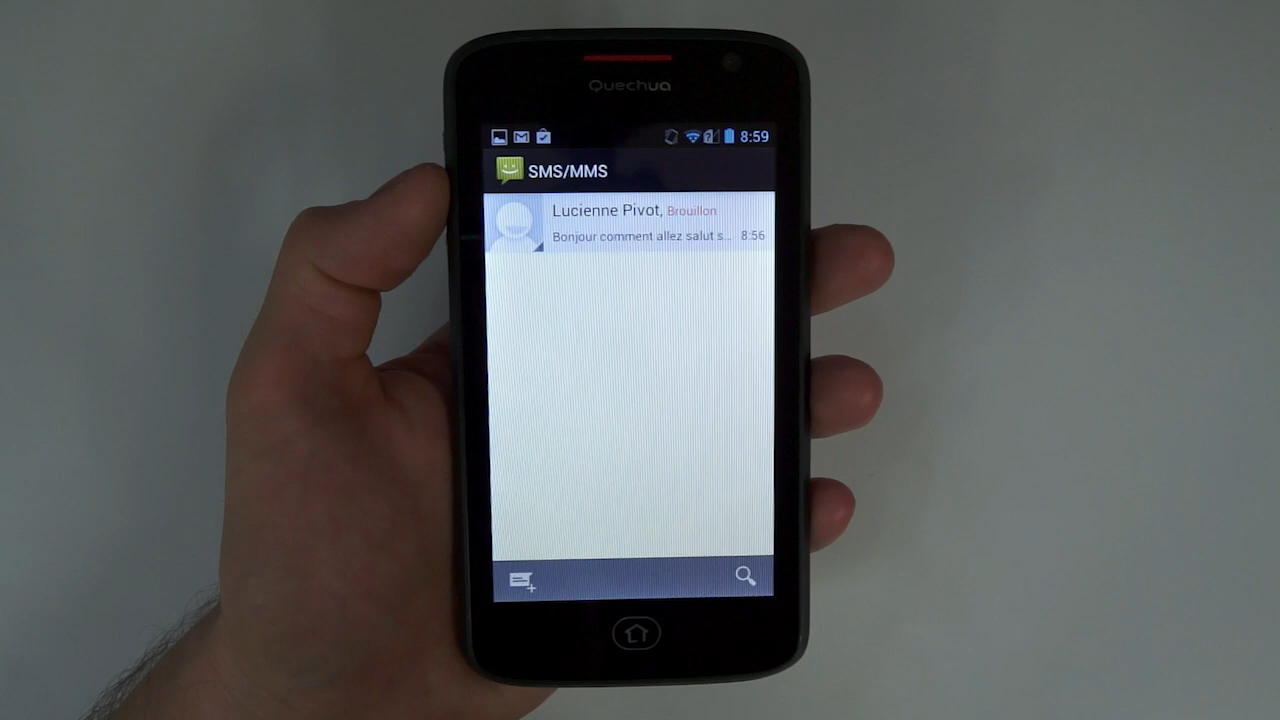 Quechua
8:59
SMS/MMS
Lucienne Pivot, Brouillon
Bonjour comment allez salut s... 8:56